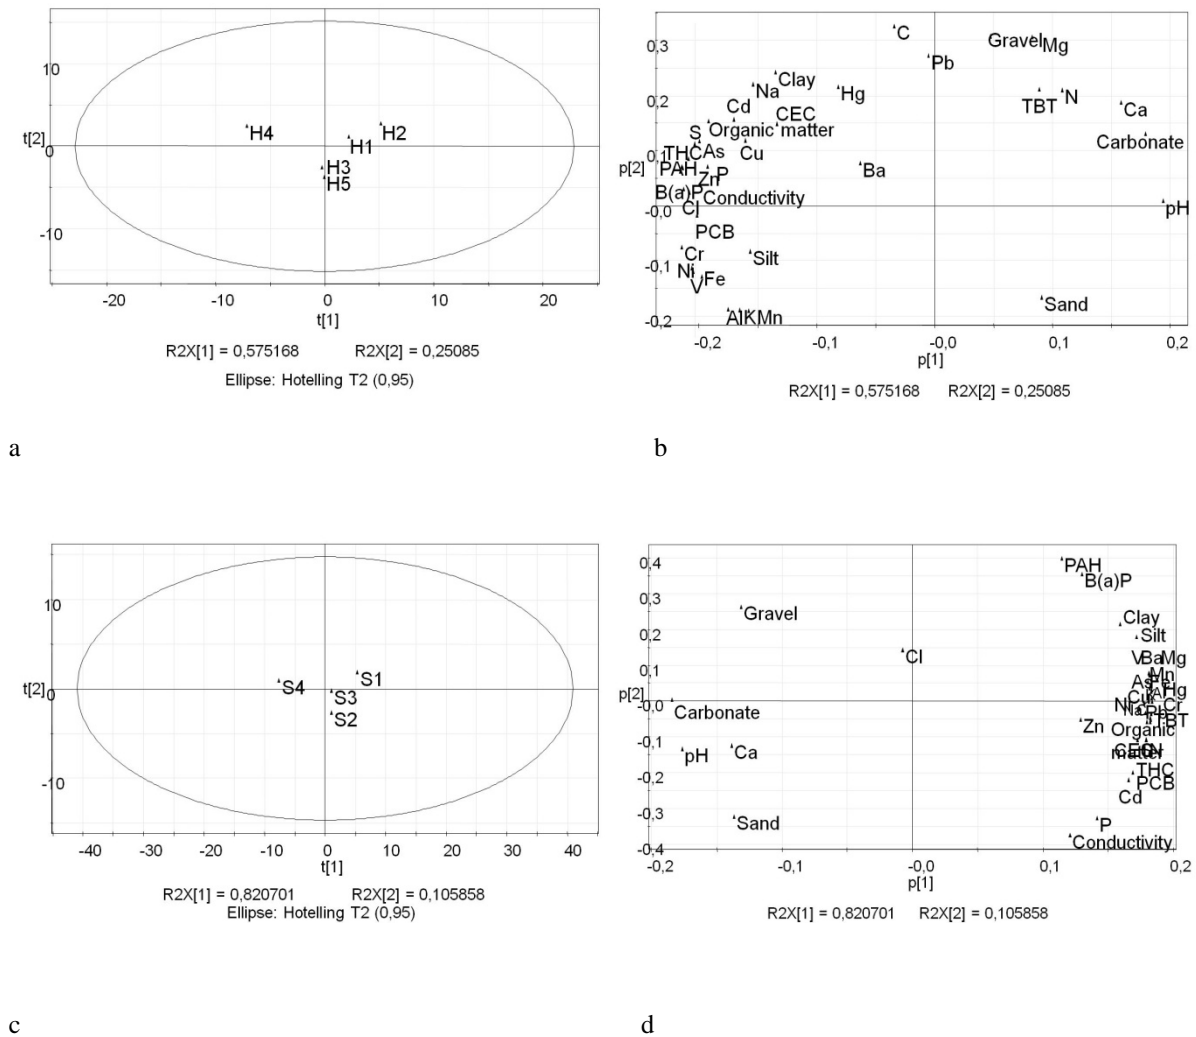 10
t[2]
0
-10
H4
H2
H1
H3
H5
-20
-10
0
10
20
t[1]
R2X[1] = 0,575168 R2X[2] = 0,25085
Ellipse: Hotelling T2 (0,95)
a
0,3
0,2
0,1
p[2]
-0,0
-0,1
-0,2
C
Gravel
Mg
Pb
Clay
Na
Hg
TBT
N
Cd
CEC
Ca
S
Organic matter
Carbonate
THC
As
Cu
PAH
Zn
P
Ba
B(a)P
Conductivity
Cl
pH
PCB
Cr
Silt
Ni
Fe
V
Sand
Al
K
Mn
-0,2
-0,1
-0,0
0,1
0,2
p[1]
R2X[1] = 0,575168 R2X[2] = 0,25085
b
10
t[2]
0
-10
S4
S1
S3
S2
-40
-30
-20
-10
0
10
20
30
40
t[1]
R2X[1] = 0,820701 R2X[2] = 0,105858
Ellipse: Hotelling T2 (0,95)
c
0,4
0,3
0,2
0,1
p[2]
-0,0
-0,1
-0,2
-0,3
-0,4
PAH
B(a)P
Gravel
Clay
Silt
Cl
V
Ba
Mg
Mn
As
Fe
Hg
Cu
Al
Ni
Na
Pb
Cr
Carbonate
TBT
Zn
Organic
matter
CEC
N
pH
Ca
THC
PCB
Cd
Sand
P
Conductivity
-0,2
-0,1
-0,0
0,1
0,2
p[1]
R2X[1] = 0,820701 R2X[2] = 0,105858
d